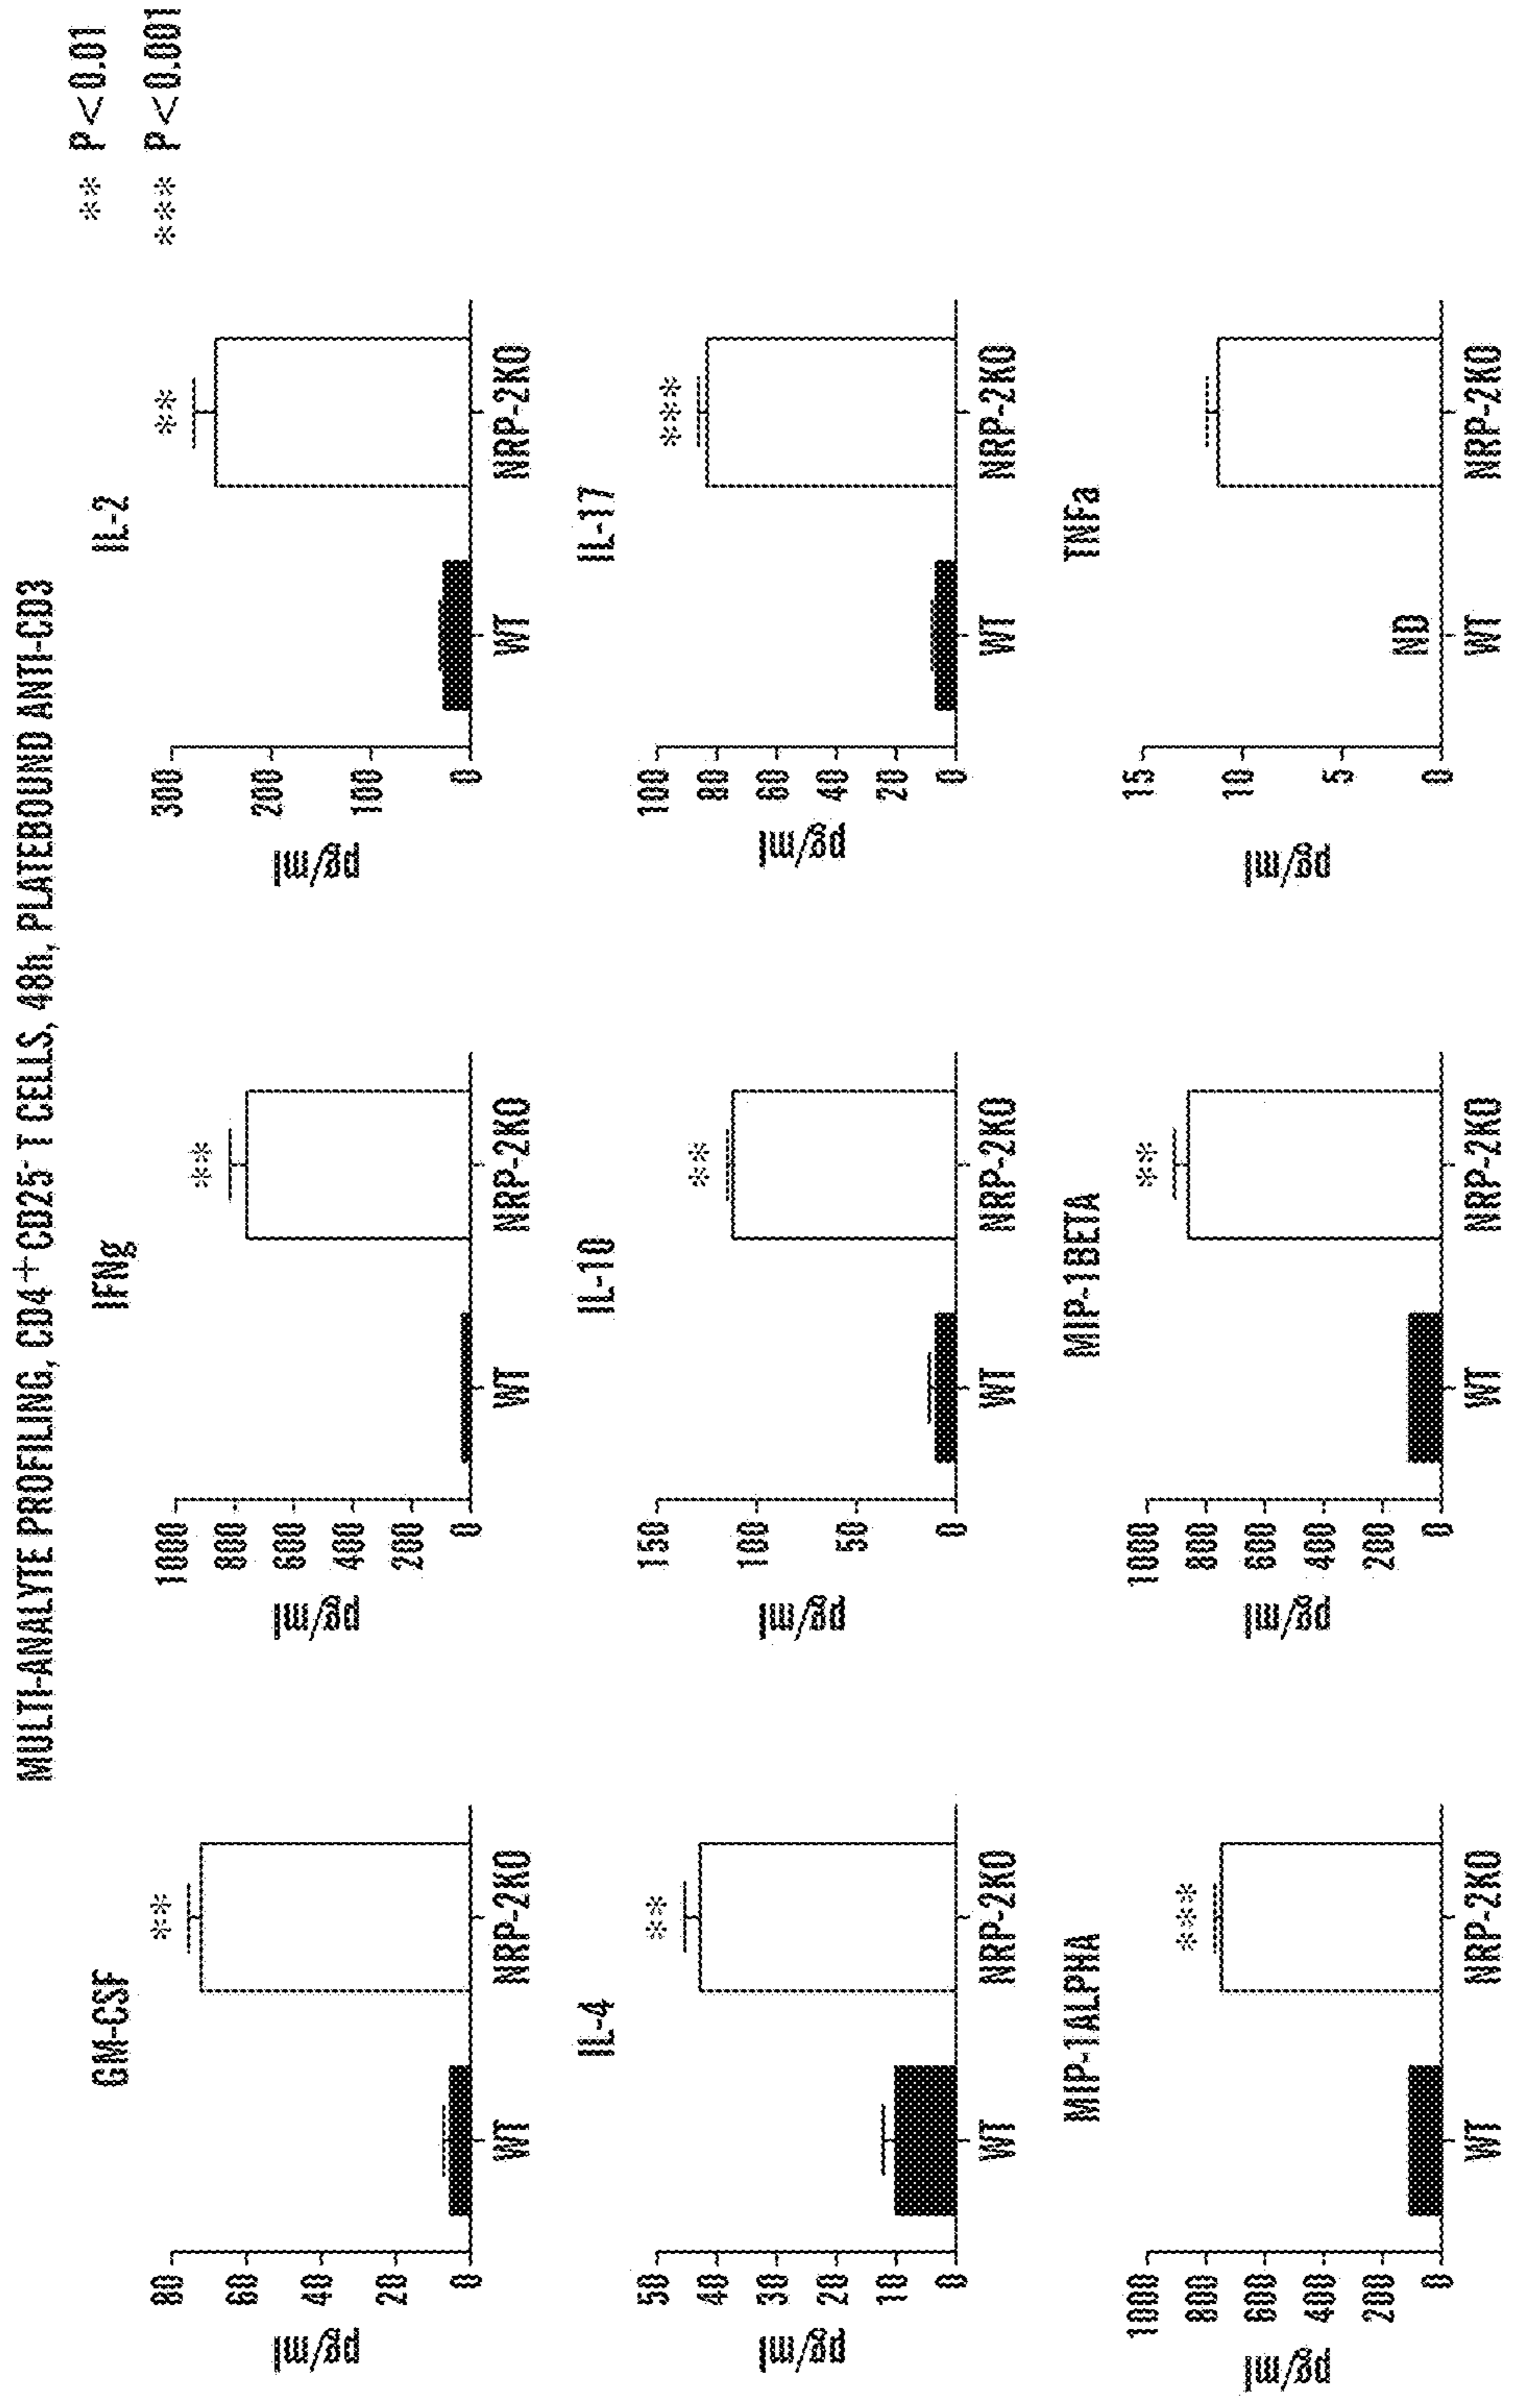 MULTI-ANALYTE PROFILING, CD4+CD25- T CELLS, 48h, PLATEBOUND ANTI-CD3
** P<0.01
*** P<0.001
GM-CSF
pg/ml
80
60
40
20
0
**
WT
NRP-2KO
IFNg
pg/ml
1000
800
600
400
200
0
**
WT
NRP-2KO
IL-2
pg/ml
300
200
100
0
**
WT
NRP-2KO
IL-4
pg/ml
50
40
30
20
10
0
**
WT
NRP-2KO
IL-10
pg/ml
150
100
50
0
**
WT
NRP-2KO
IL-17
pg/ml
100
80
60
40
20
0
***
WT
NRP-2KO
MIP-1ALPHA
pg/ml
1000
800
600
400
200
0
***
WT
NRP-2KO
MIP-1BETA
pg/ml
1000
800
600
400
200
0
**
WT
NRP-2KO
TNFa
pg/ml
15
10
5
0
ND
WT
NRP-2KO